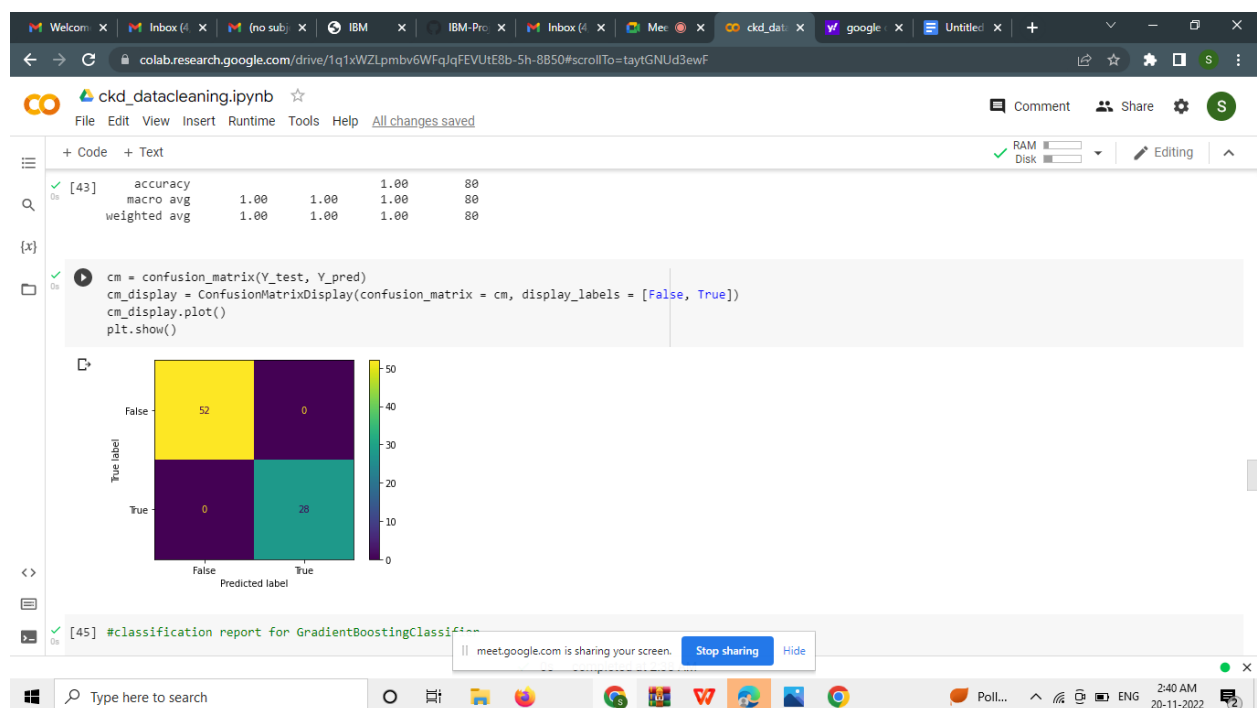 Welcom
Inbox (4,
(no subj
IBM
IBM-Pro
Inbox (4
Mee
ckd_data
google
Untitled
colab.research.google.com/drive/1q1xWZLpmbv6WFqJqFEVUtE8b-5h-8B50#scrollTo=taytGNUd3ewF
S
CO ckd_datacleaning.ipynb
Comment Share S
File Edit View Insert Runtime Tools Help All changes saved
+ Code + Text
RAM
Disk
Editing
[43] accuracy 1.00 80
0s
macro avg 1.00 1.00 1.00 80
weighted avg 1.00 1.00 1.00 80
{x}
0s
cm = confusion_matrix(Y_test, Y_pred)
cm_display = ConfusionMatrixDisplay(confusion_matrix = cm, display_labels = [False, True])
cm_display.plot()
plt.show()
50
40
30
20
10
0
False 52 0
True label
True 0 28
False True
Predicted label
[45] #classification report for GradientBoostingClassifier
0s
meet.google.com is sharing your screen. Stop sharing Hide
Type here to search
Poll... ENG
2:40 AM
20-11-2022
2